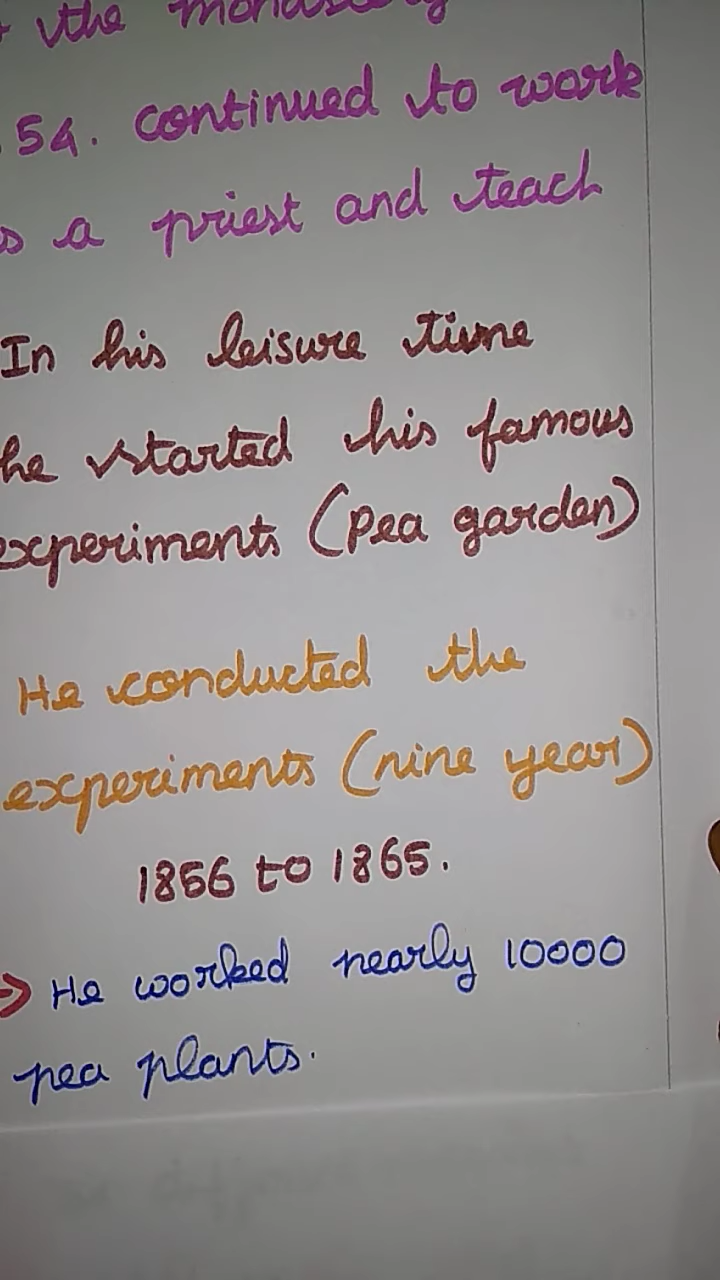 the monastery
54. continued to work
s a priest and teach
In his leisure time
he started his famous
experiments (pea garden)
He conducted the
experiments (nine year)
1856 to 1865.
→ He worked nearly 10000
pea plants.